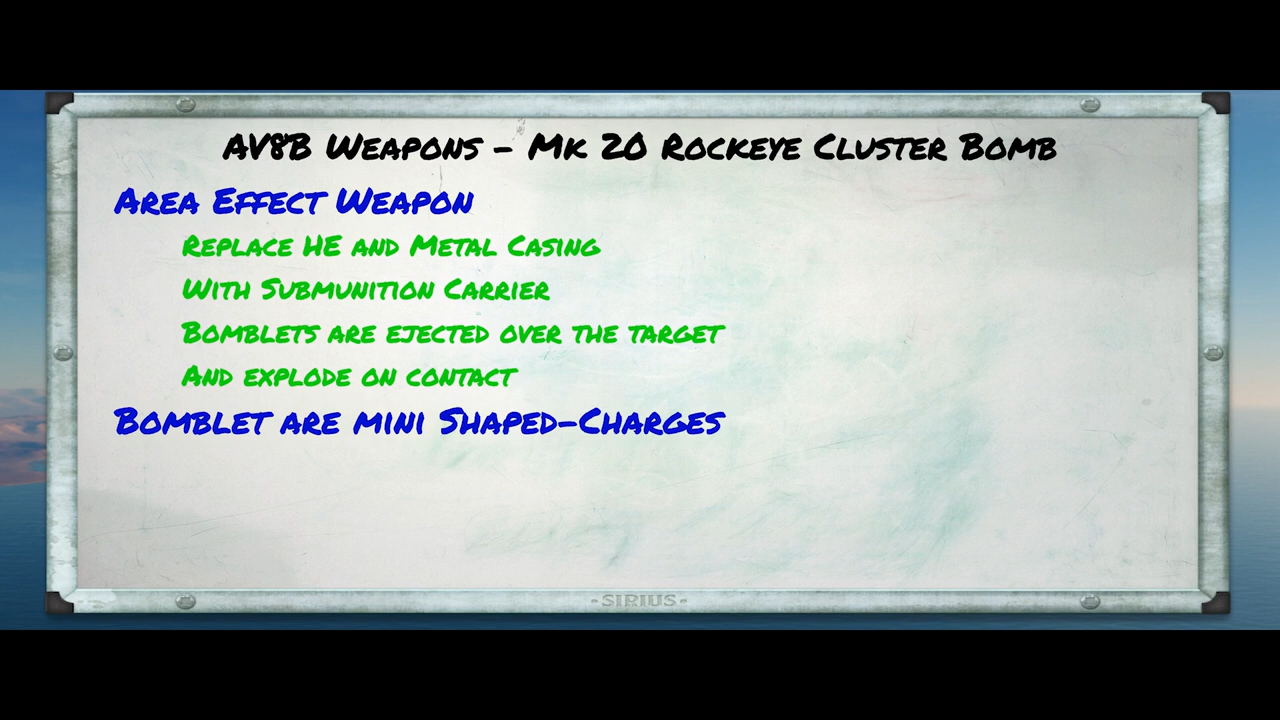 AV8B Weapons - Mk 20 Rockeye Cluster Bomb
Area Effect Weapon
Replace HE and Metal Casing
With Submunition Carrier
Bomblets are ejected over the target
And explode on contact
Bomblet are mini Shaped-Charges
-SIRIUS-